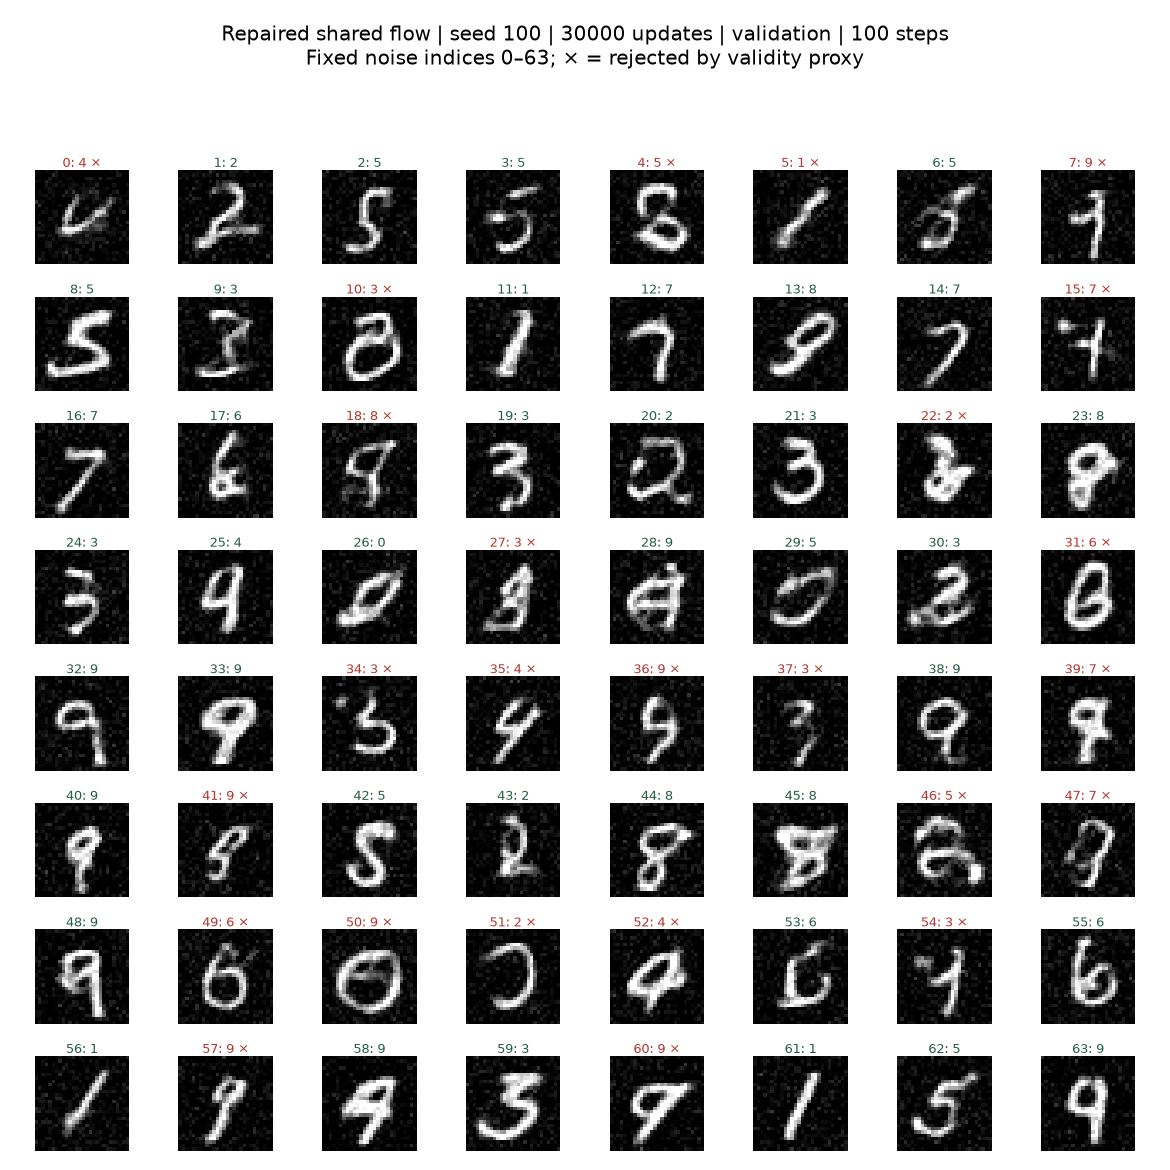 Repaired shared flow | seed 100 | 30000 updates | validation | 100 steps
Fixed noise indices 0–63; × = rejected by validity proxy
0: 4 × 1: 2 2: 5 3: 5 4: 5 × 5: 1 × 6: 5 7: 9 ×
8: 5 9: 3 10: 3 × 11: 1 12: 7 13: 8 14: 7 15: 7 ×
16: 7 17: 6 18: 8 × 19: 3 20: 2 21: 3 22: 2 × 23: 8
24: 3 25: 4 26: 0 27: 3 × 28: 9 29: 5 30: 3 31: 6 ×
32: 9 33: 9 34: 3 × 35: 4 × 36: 9 × 37: 3 × 38: 9 39: 7 ×
40: 9 41: 9 × 42: 5 43: 2 44: 8 45: 8 46: 5 × 47: 7 ×
48: 9 49: 6 × 50: 9 × 51: 2 × 52: 4 × 53: 6 54: 3 × 55: 6
56: 1 57: 9 × 58: 9 59: 3 60: 9 × 61: 1 62: 5 63: 9